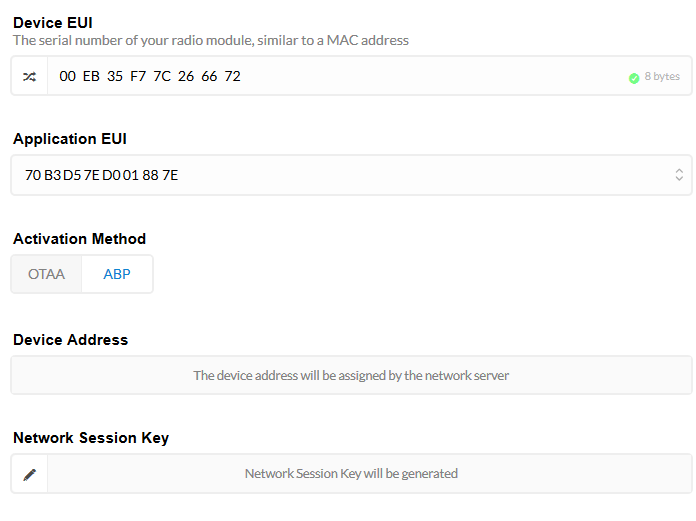 Device EUI
The serial number of your radio module, similar to a MAC address
00 EB 35 F7 7C 26 66 72 8 bytes
Application EUI
70 B3 D5 7E D0 01 88 7E
Activation Method
OTAA ABP
Device Address
The device address will be assigned by the network server
Network Session Key
Network Session Key will be generated